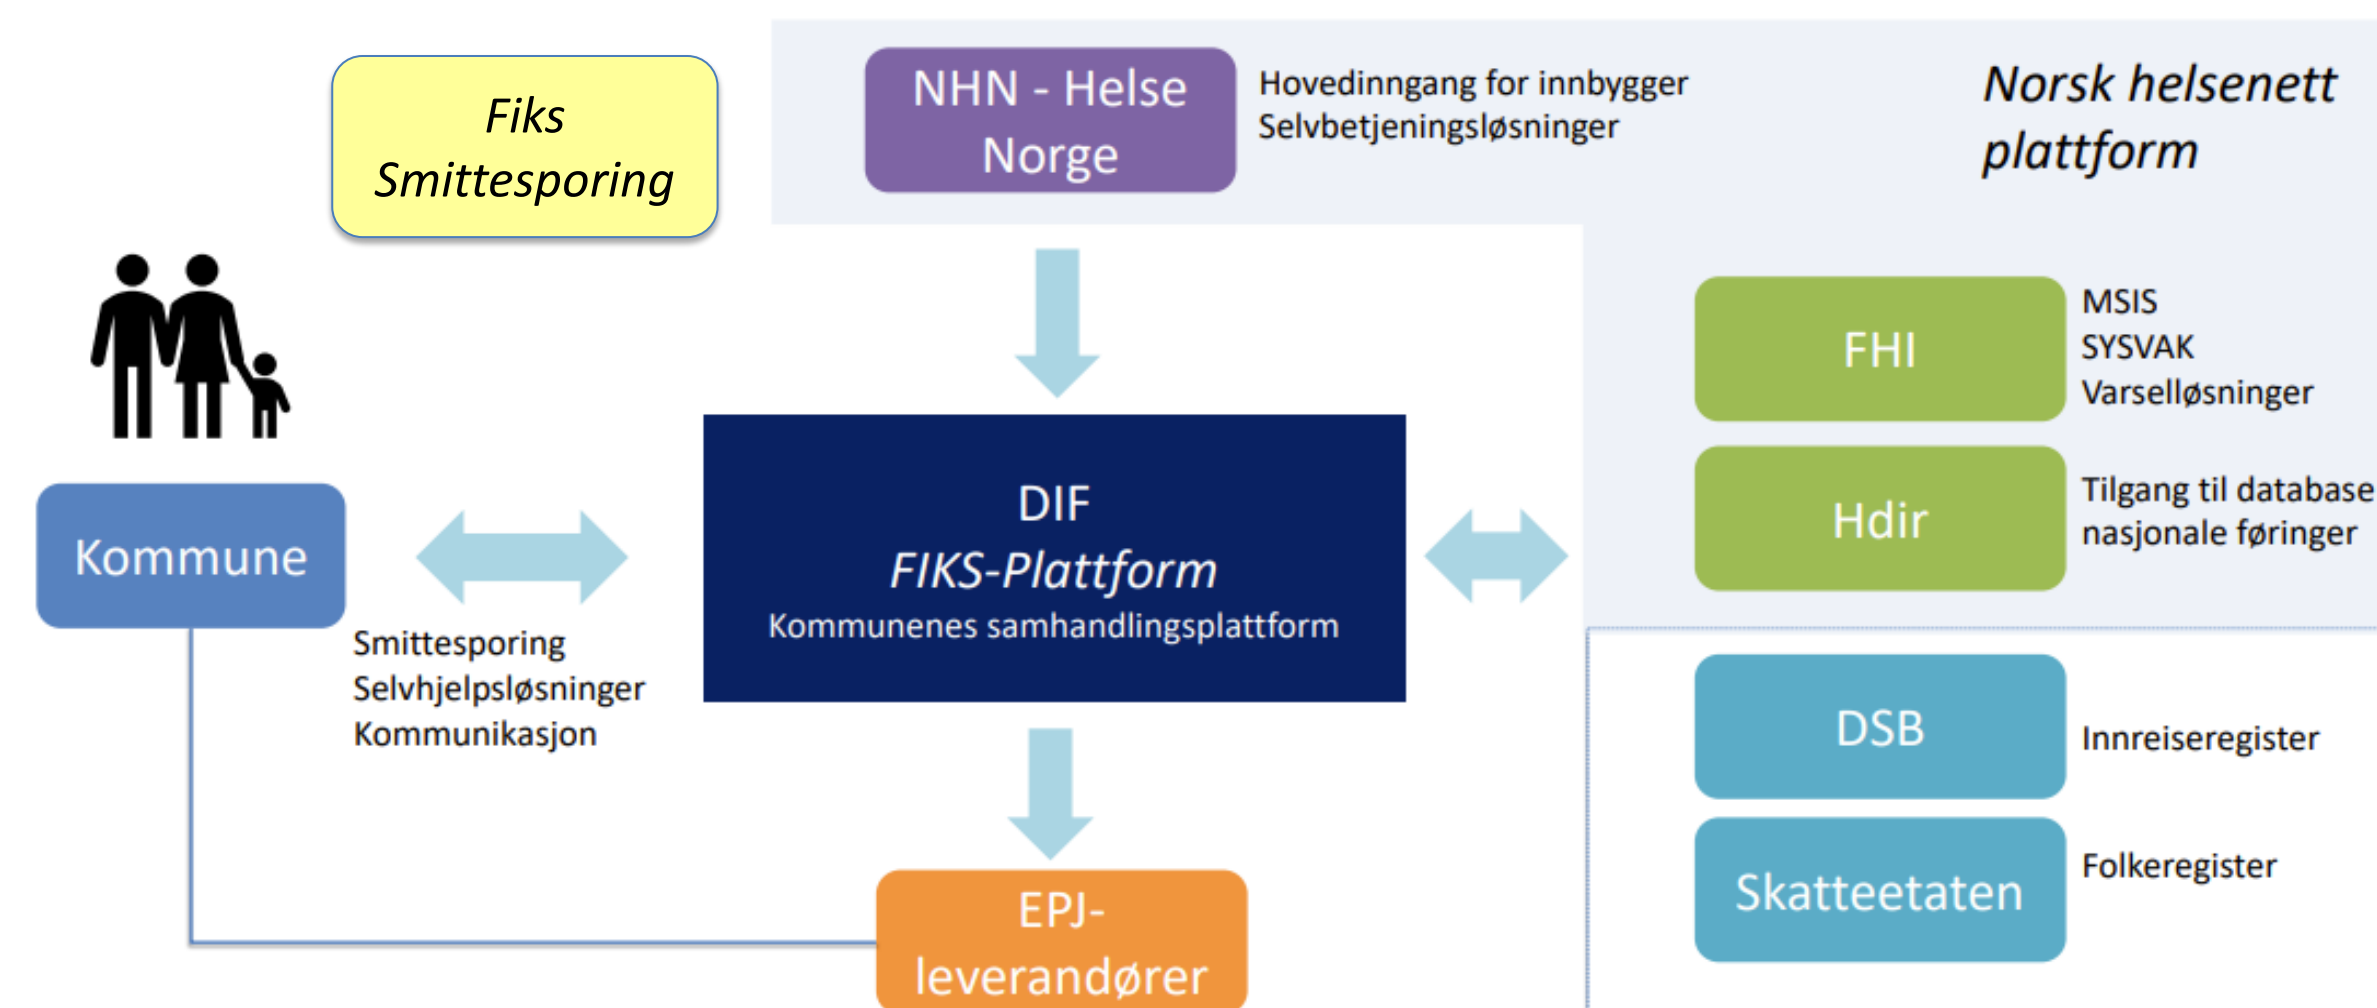 Fiks
Smittesporing
NHN - Helse
Norge
Hovedinngang for innbygger
Selvbetjeningsløsninger
Norsk helsenett
plattform
FHI
MSIS
SYSVAK
Varselløsninger
Hdir
Tilgang til database
nasjonale føringer
Kommune
Smittesporing
Selvhjelpsløsninger
Kommunikasjon
DIF
FIKS-Plattform
Kommunenes samhandlingsplattform
DSB
Innreiseregister
Skatteetaten
Folkeregister
EPJ-
leverandører